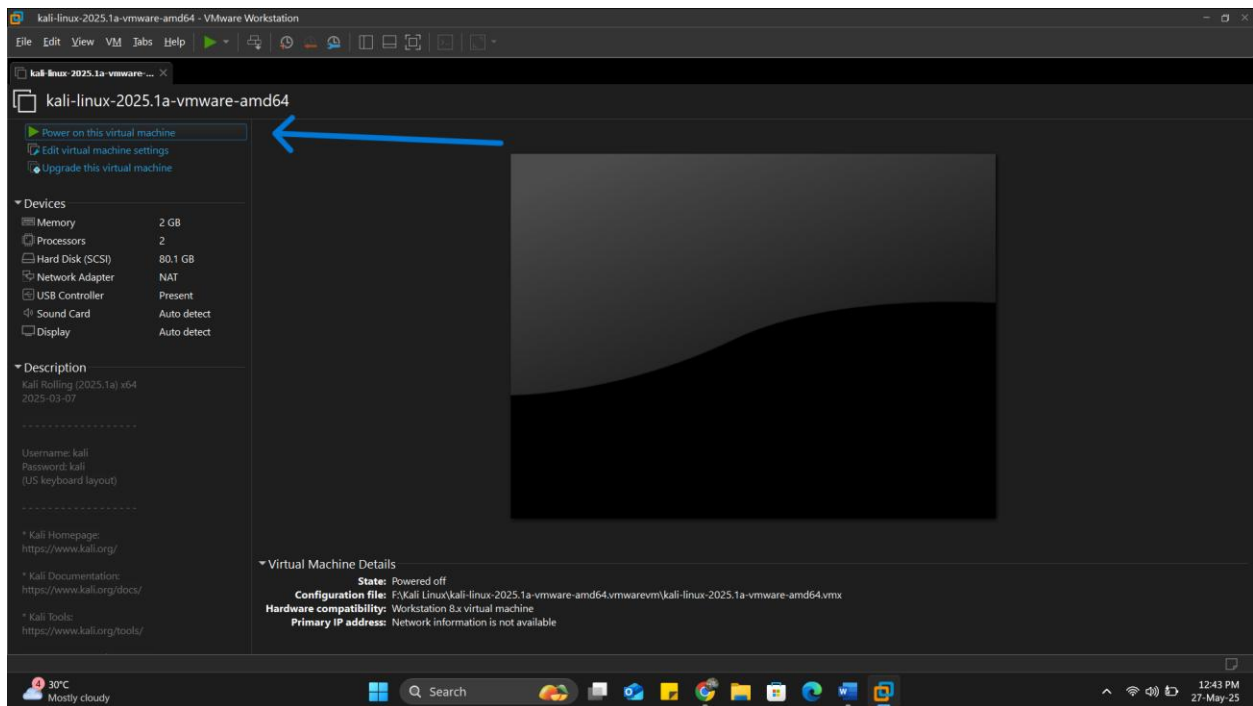 kali-linux-2025.1a-vmware-amd64 - VMware Workstation
File Edit View VM Tabs Help
kali-linux-2025.1a-vmware-...
kali-linux-2025.1a-vmware-amd64
Power on this virtual machine
Edit virtual machine settings
Upgrade this virtual machine
Devices
Memory 2 GB
Processors 2
Hard Disk (SCSI) 80.1 GB
Network Adapter NAT
USB Controller Present
Sound Card Auto detect
Display Auto detect
Description
Kali Rolling (2025.1a) x64
2025-03-07
- - - - - - - - - - - - - - - - - -
Username: kali
Password: kali
(US keyboard layout)
- - - - - - - - - - - - - - - - - -
* Kali Homepage:
https://www.kali.org/
* Kali Documentation:
https://www.kali.org/docs/
* Kali Tools:
https://www.kali.org/tools/
Virtual Machine Details
State: Powered off
Configuration file: F:\Kali Linux\kali-linux-2025.1a-vmware-amd64.vmwarevm\kali-linux-2025.1a-vmware-amd64.vmx
Hardware compatibility: Workstation 8.x virtual machine
Primary IP address: Network information is not available
4
30°C
Mostly cloudy
Search
12:43 PM
27-May-25